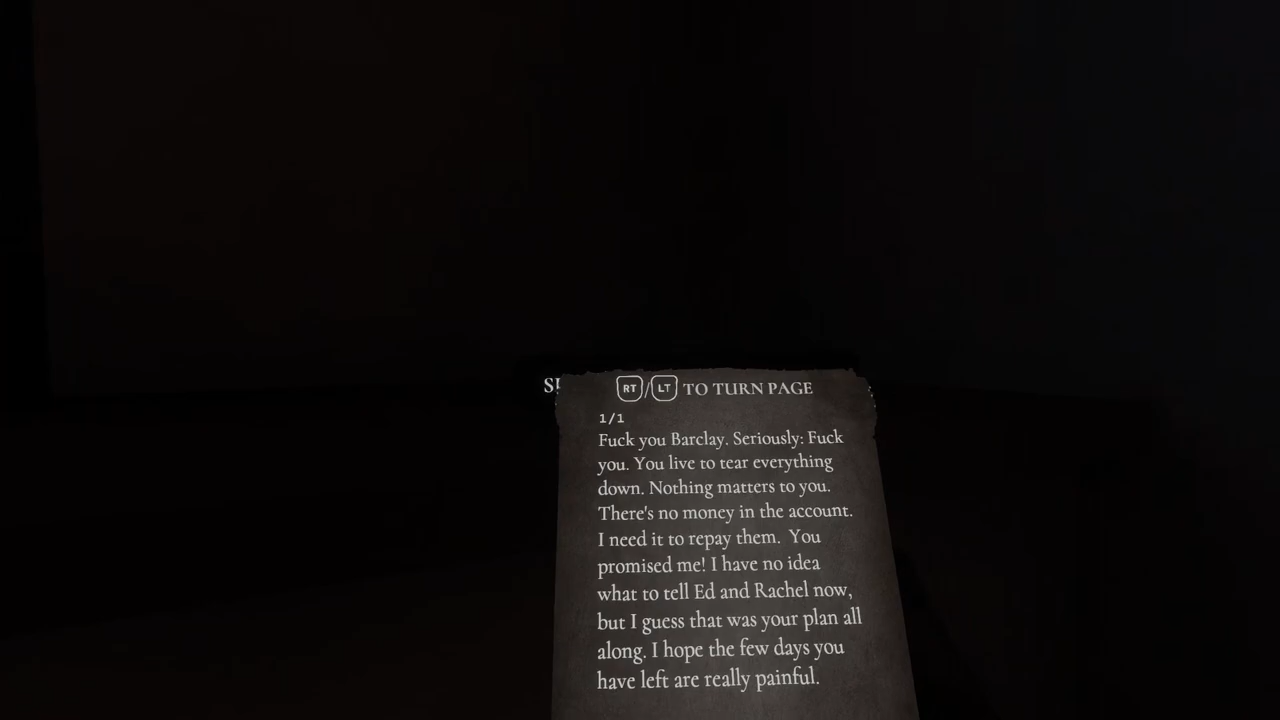 RT/LT TO TURN PAGE
1/1
Fuck you Barclay. Seriously: Fuck
you. You live to tear everything
down. Nothing matters to you.
There's no money in the account.
I need it to repay them. You
promised me! I have no idea
what to tell Ed and Rachel now,
but I guess that was your plan all
along. I hope the few days you
have left are really painful.